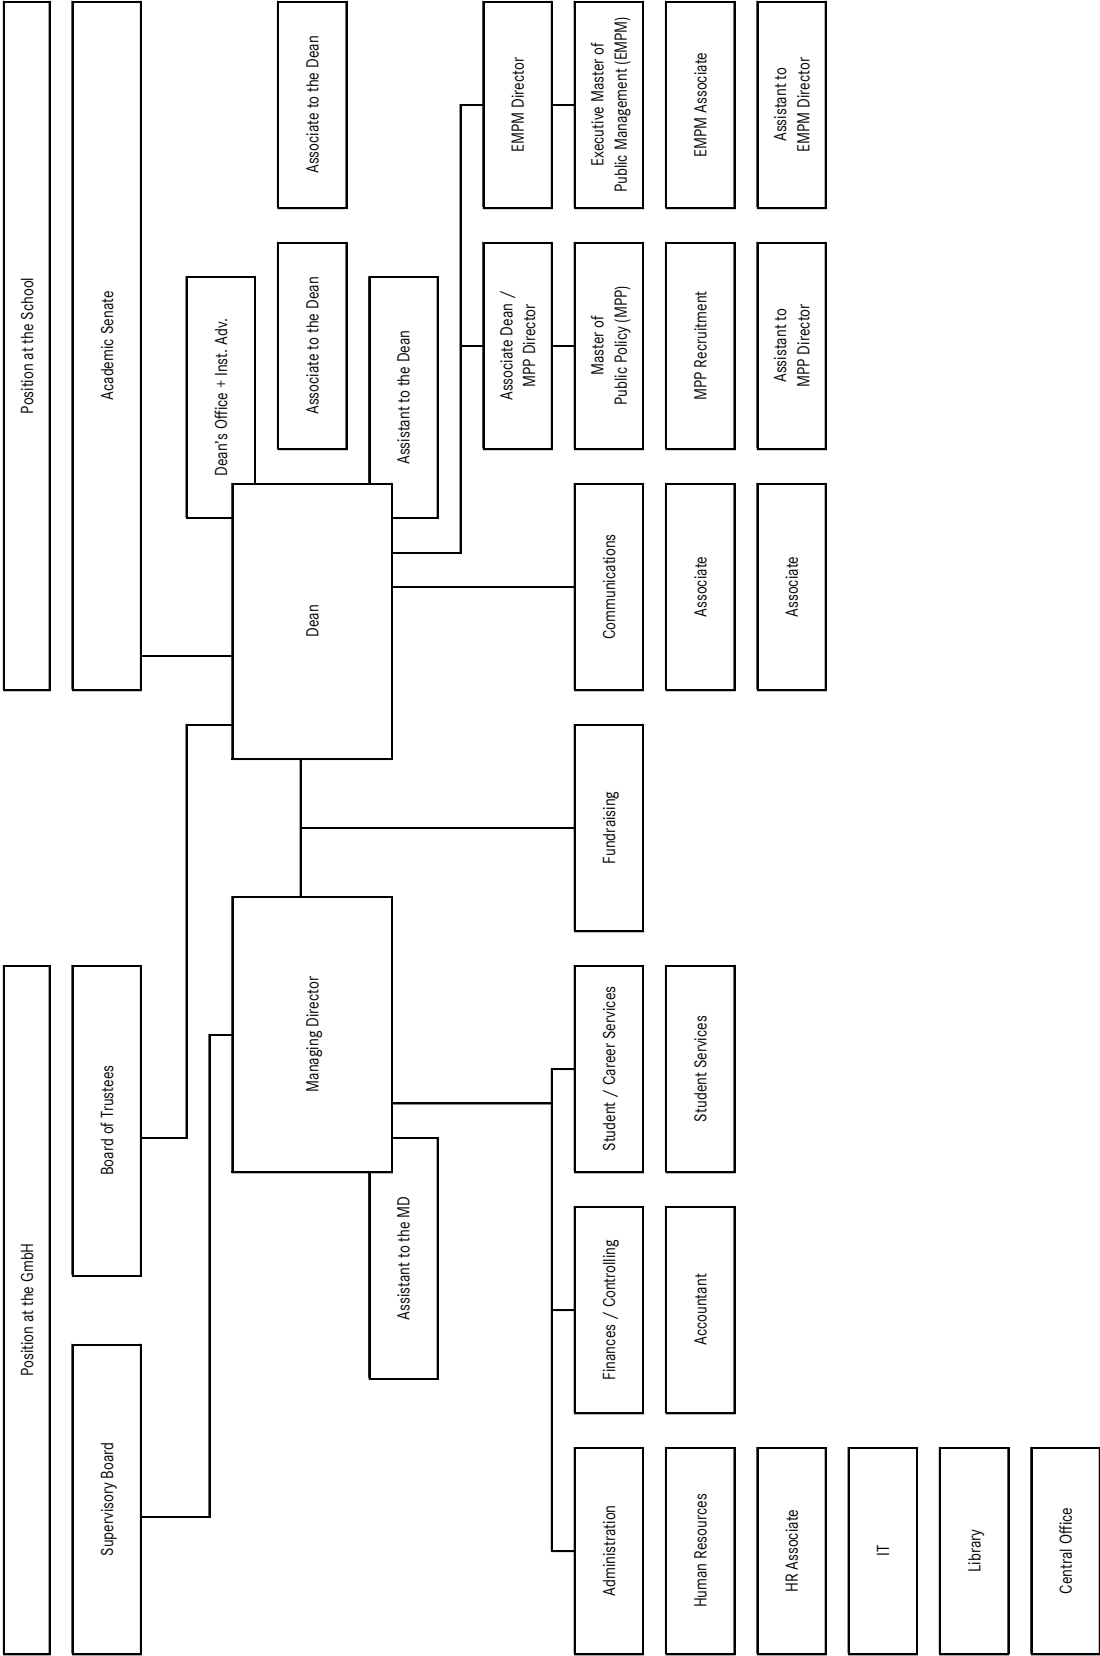 Position at the GmbH
Position at the School
Supervisory Board
Board of Trustees
Academic Senate
Dean's Office + Inst. Adv.
Managing Director
Dean
Associate to the Dean
Associate to the Dean
Assistant to the MD
Assistant to the Dean
Associate Dean /
MPP Director
EMPM Director
Administration
Finances / Controlling
Student / Career Services
Fundraising
Communications
Master of
Public Policy (MPP)
Executive Master of
Public Management (EMPM)
Human Resources
Accountant
Student Services
Associate
MPP Recruitment
EMPM Associate
HR Associate
Associate
Assistant to
MPP Director
Assistant to
EMPM Director
IT
Library
Central Office